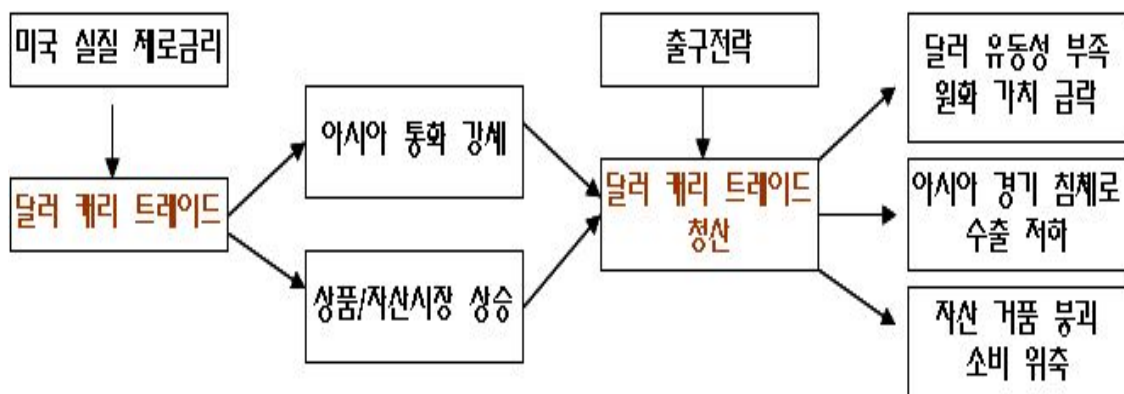 미국 실질 제로금리
달러 캐리 트레이드
아시아 통화 강세
상품/자산시장 상승
출구전략
달러 캐리 트레이드
청산
달러 유동성 부족
원화 가치 급락
아시아 경기 침체로
수출 저하
자산 거품 붕괴
소비 위축